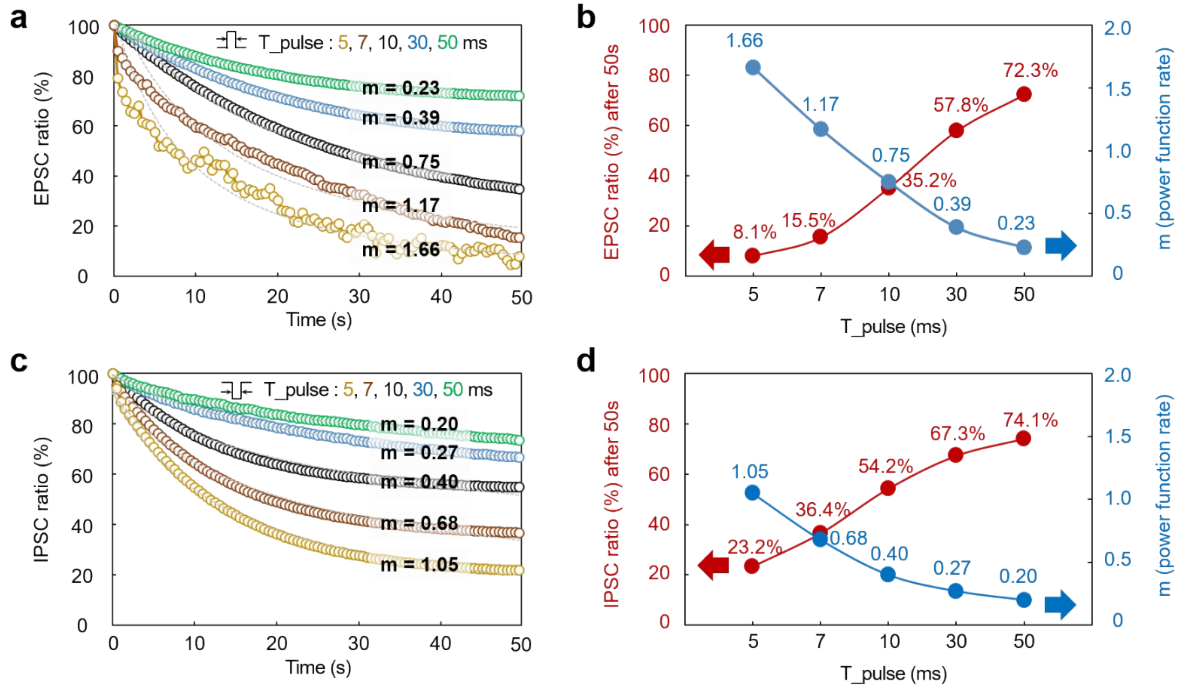 a
T_pulse : 5, 7, 10, 30, 50 ms
100
80
60
40
20
0
EPSC ratio (%)
m = 0.23
m = 0.39
m = 0.75
m = 1.17
m = 1.66
0 10 20 30 40 50
Time (s)
b
EPSC ratio (%) after 50s
100
80
60
40
20
0
1.66
1.17
0.75
0.39
0.23
8.1%
15.5%
35.2%
57.8%
72.3%
2.0
1.5
1.0
0.5
0
m (power function rate)
5 7 10 30 50
T_pulse (ms)
c
T_pulse : 5, 7, 10, 30, 50 ms
100
80
60
40
20
0
IPSC ratio (%)
m = 0.20
m = 0.27
m = 0.40
m = 0.68
m = 1.05
0 10 20 30 40 50
Time (s)
d
IPSC ratio (%) after 50s
100
80
60
40
20
0
1.05
0.68
0.40
0.27
0.20
23.2%
36.4%
54.2%
67.3%
74.1%
2.0
1.5
1.0
0.5
0
m (power function rate)
5 7 10 30 50
T_pulse (ms)